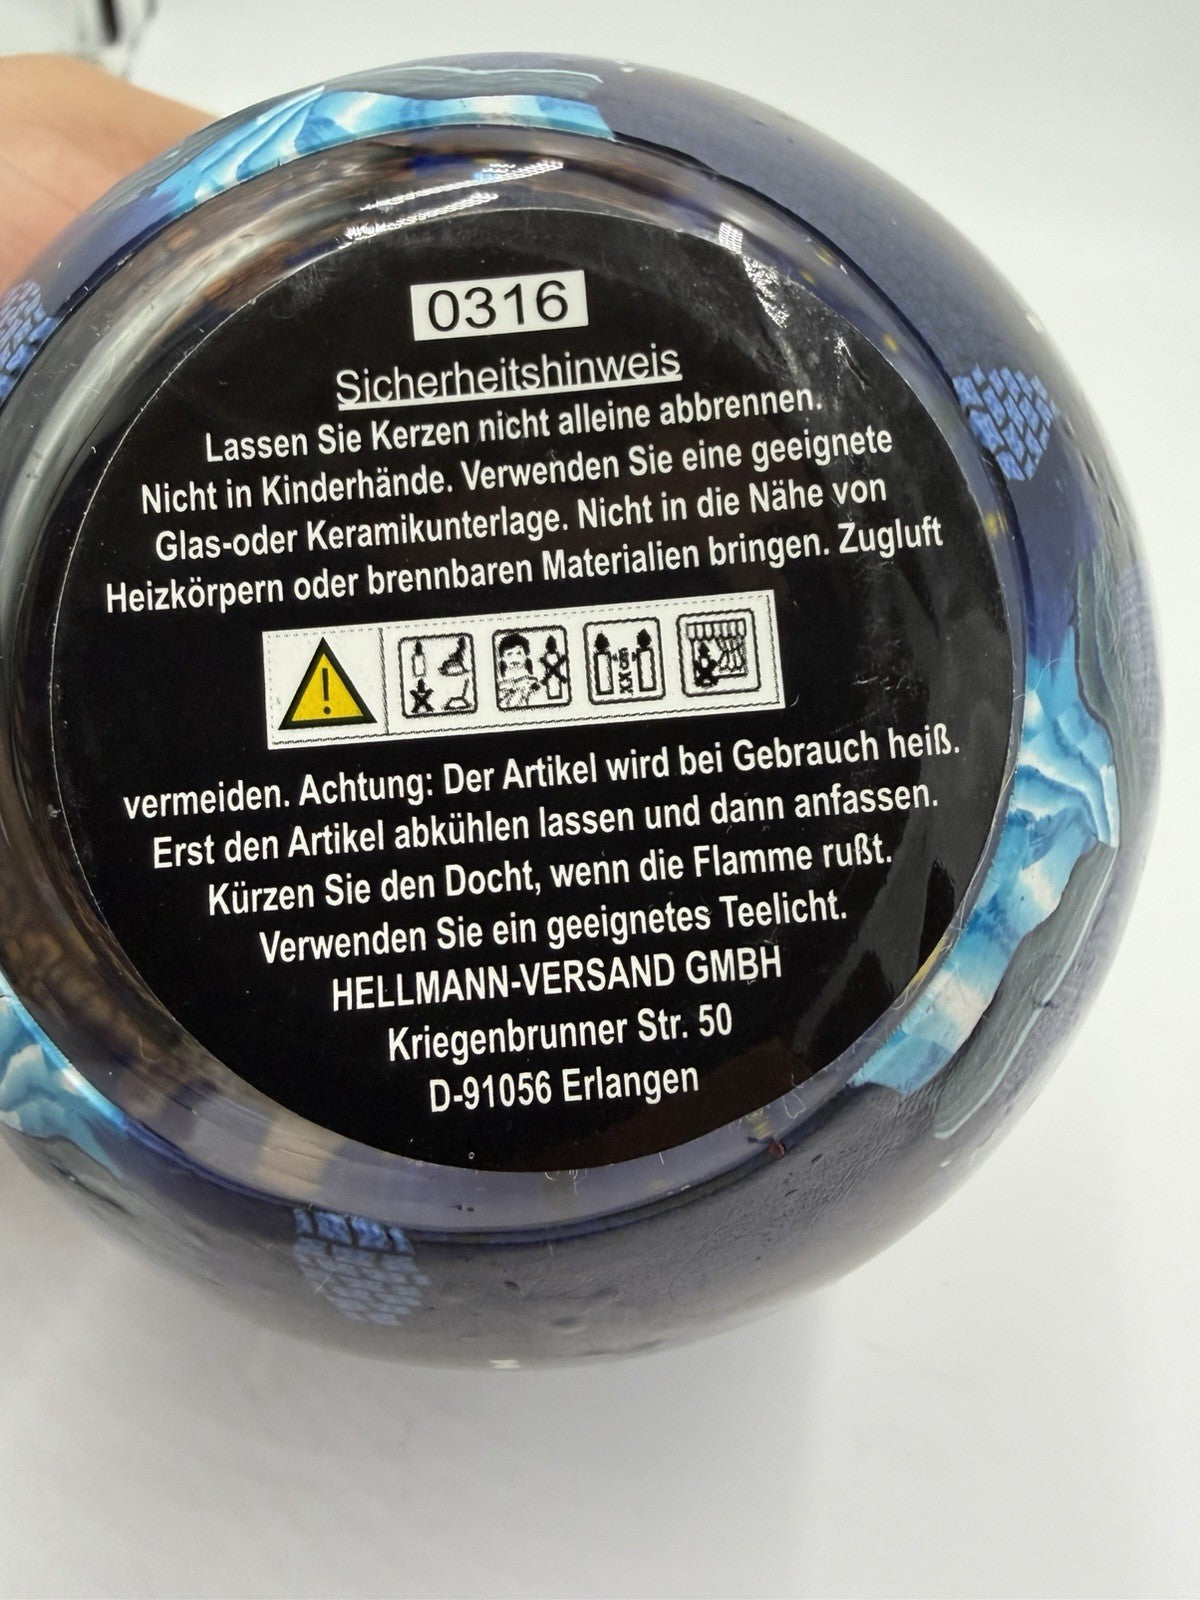 0316
Sicherheitshinweis
Lassen Sie Kerzen nicht alleine abbrennen.
Nicht in Kinderhände. Verwenden Sie eine geeignete
Glas-oder Keramikunterlage. Nicht in die Nähe von
Heizkörpern oder brennbaren Materialien bringen. Zugluft
vermeiden. Achtung: Der Artikel wird bei Gebrauch heiß.
Erst den Artikel abkühlen lassen und dann anfassen.
Kürzen Sie den Docht, wenn die Flamme rußt.
Verwenden Sie ein geeignetes Teelicht.
HELLMANN-VERSAND GMBH
Kriegenbrunner Str. 50
D-91056 Erlangen